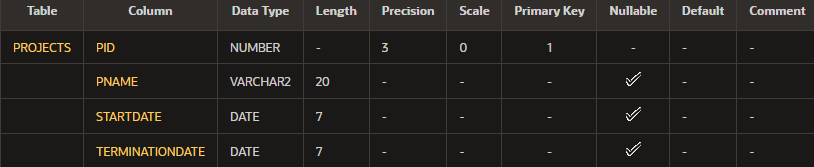 Table Column Data Type Length Precision Scale Primary Key Nullable Default Comment
PROJECTS PID NUMBER - 3 0 1 - - -
PNAME VARCHAR2 20 - - - ✓ - -
STARTDATE DATE 7 - - - ✓ - -
TERMINATIONDATE DATE 7 - - - ✓ - -